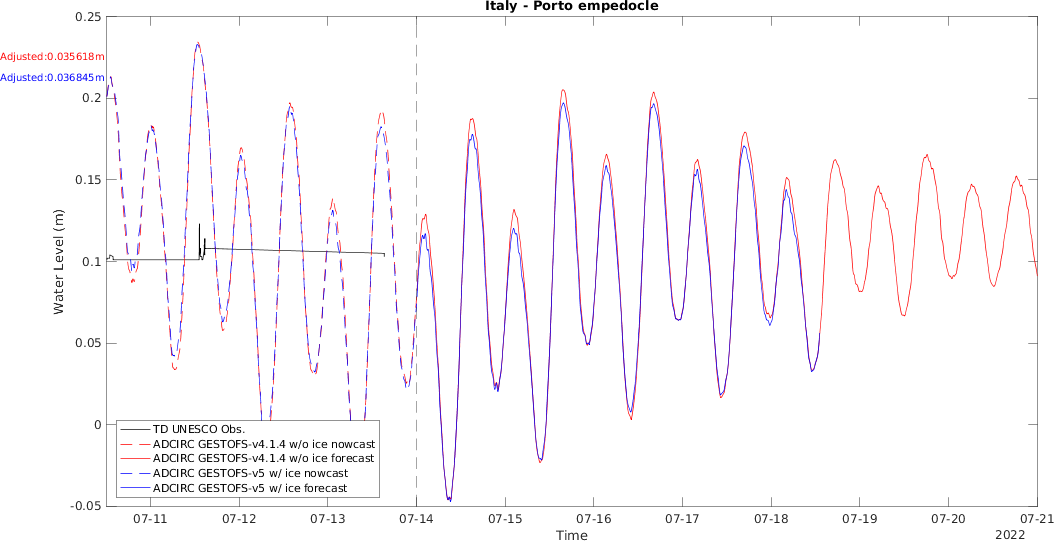 Italy - Porto empedocle
Adjusted:0.035618m
Adjusted:0.036845m
0.25
0.2
0.15
0.1
0.05
0
-0.05
Water Level (m)
TD UNESCO Obs.
ADCIRC GESTOFS-v4.1.4 w/o ice nowcast
ADCIRC GESTOFS-v4.1.4 w/o ice forecast
ADCIRC GESTOFS-v5 w/ ice nowcast
ADCIRC GESTOFS-v5 w/ ice forecast
07-11 07-12 07-13 07-14 07-15 07-16 07-17 07-18 07-19 07-20 07-21
Time
2022